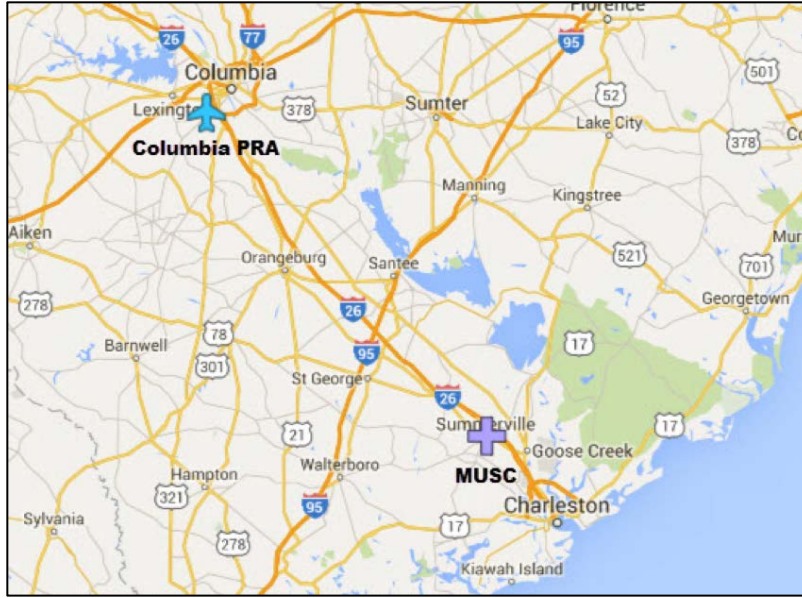 Florence
26
77
95
Columbia
501
Lexington
378
Sumter
52
Lake City
Columbia PRA
378
Manning
Kingstree
Aiken
Orangeburg
Santee
521
701
278
Georgetown
26
78
17
Barnwell
95
301
St George
26
Summerville
17
21
Goose Creek
Walterboro
MUSC
Hampton
321
95
Charleston
Sylvania
17
278
Kiawah Island